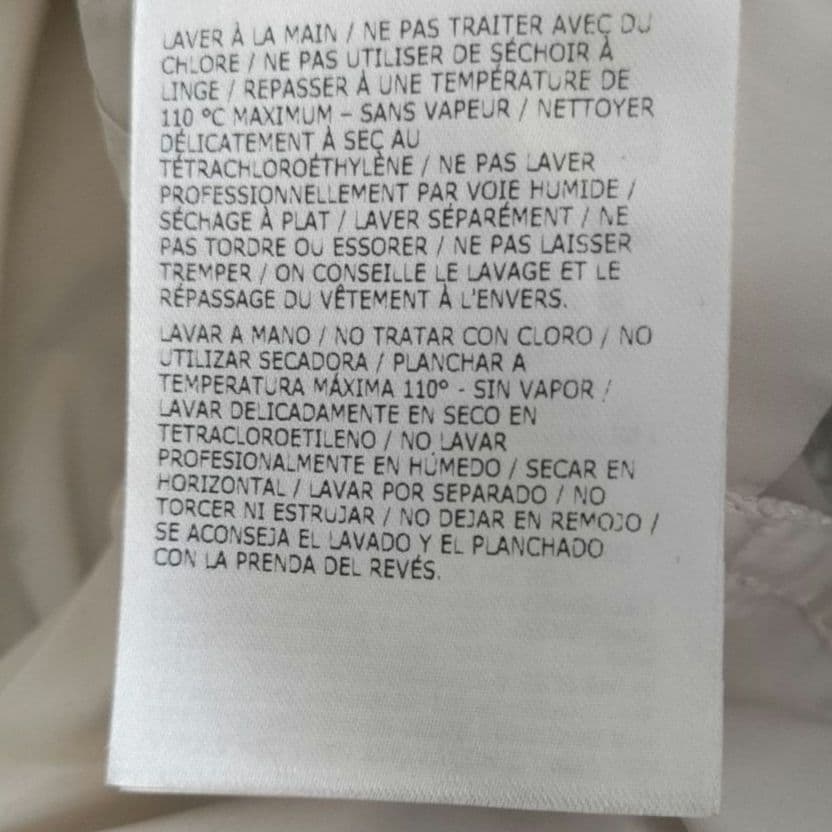 LAVER À LA MAIN / NE PAS TRAITER AVEC DU
CHLORE / NE PAS UTILISER DE SÉCHOIR À
LINGE / REPASSER À UNE TEMPÉRATURE DE
110 °C MAXIMUM – SANS VAPEUR / NETTOYER
DÉLICATEMENT À SEC AU
TÉTRACHLOROÉTHYLÈNE / NE PAS LAVER
PROFESSIONNELLEMENT PAR VOIE HUMIDE /
SÉCHAGE À PLAT / LAVER SÉPARÉMENT / NE
PAS TORDRE OU ESSORER / NE PAS LAISSER
TREMPER / ON CONSEILLE LE LAVAGE ET LE
RÉPASSAGE DU VÊTEMENT À L'ENVERS.
LAVAR A MANO / NO TRATAR CON CLORO / NO
UTILIZAR SECADORA / PLANCHAR A
TEMPERATURA MÁXIMA 110° - SIN VAPOR /
LAVAR DELICADAMENTE EN SECO EN
TETRACLOROETILENO / NO LAVAR
PROFESIONALMENTE EN HÚMEDO / SECAR EN
HORIZONTAL / LAVAR POR SEPARADO / NO
TORCER NI ESTRUJAR / NO DEJAR EN REMOJO /
SE ACONSEJA EL LAVADO Y EL PLANCHADO
CON LA PRENDA DEL REVÉS.